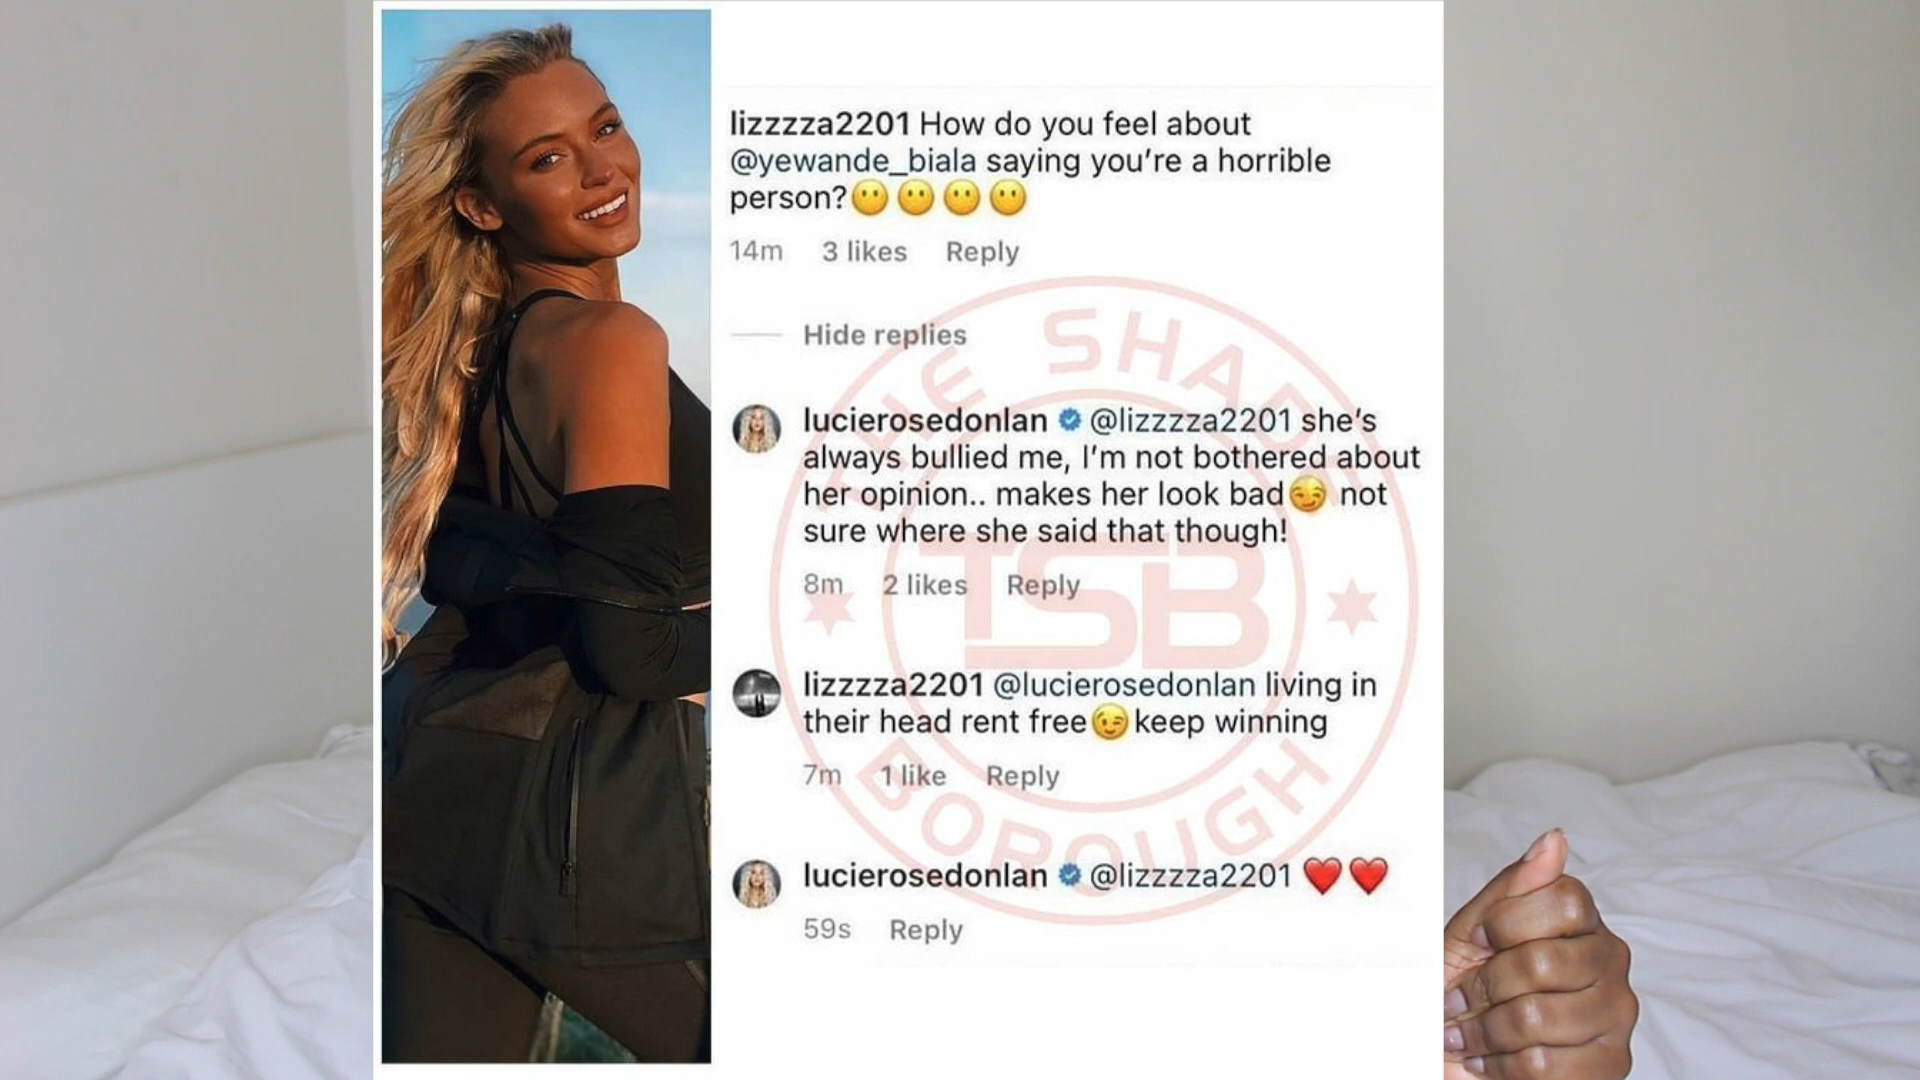 lizzzza2201 How do you feel about
@yewande_biala saying you're a horrible
person?😶😶😶😶
14m 3 likes Reply
Hide replies
lucierosedonlan @lizzzza2201 she's
always bullied me, I'm not bothered about
her opinion.. makes her look bad😏 not
sure where she said that though!
8m 2 likes Reply
lizzzza2201 @lucierosedonlan living in
their head rent free😉keep winning
7m 1 like Reply
lucierosedonlan @lizzzza2201 ❤️❤️
59s Reply
THE SHADE
TSB
BOROUGH